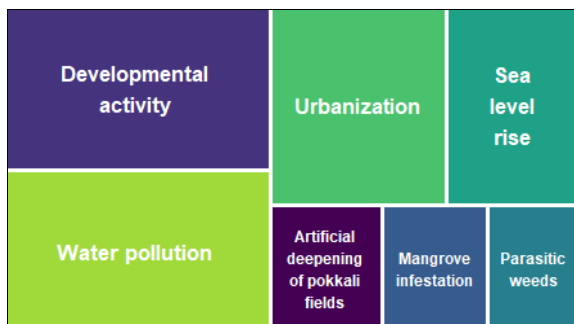 Developmental
activity
Urbanization
Sea
level
rise
Water pollution
Artificial
deepening
of pokkali
fields
Mangrove
infestation
Parasitic
weeds